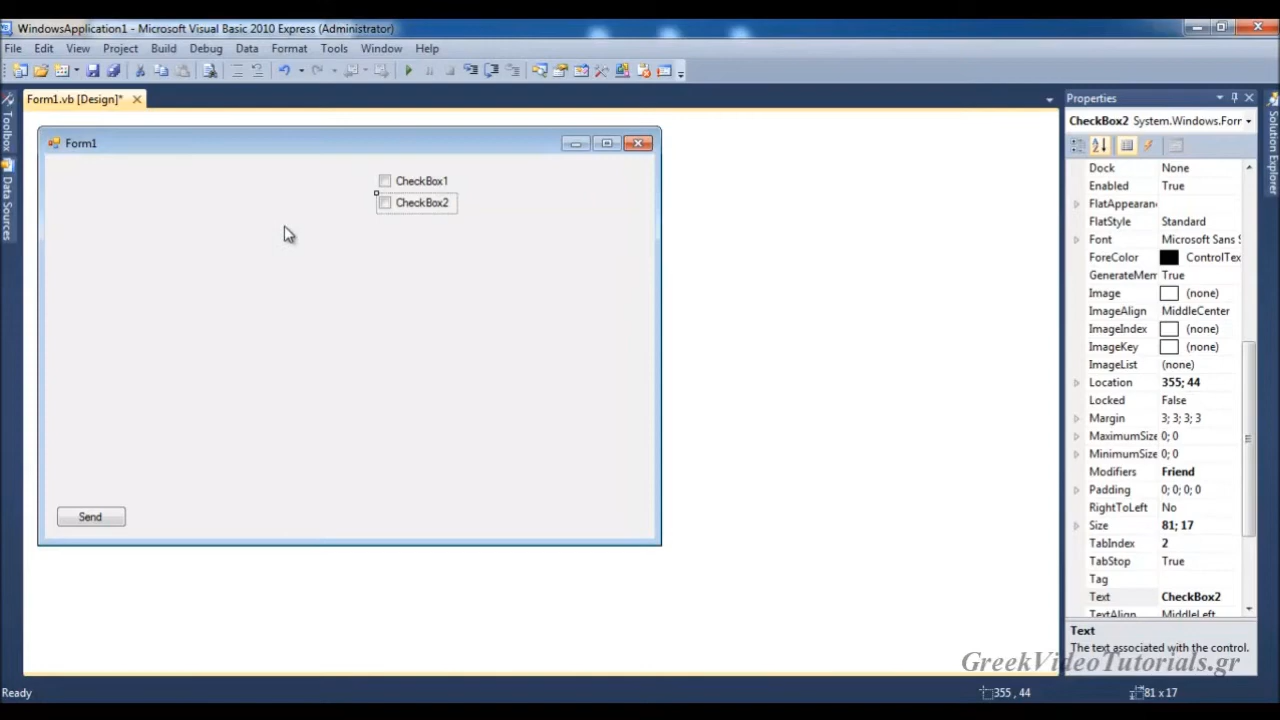 WindowsApplication1 - Microsoft Visual Basic 2010 Express (Administrator)
File Edit View Project Build Debug Format Data Tools Window Help
Form1.vb [Design]*
Toolbox
Data Sources
Form1
CheckBox1
CheckBox2
Send
Properties
CheckBox2 System.Windows.Forr
Dock None
Enabled True
FlatAppearan
FlatStyle Standard
Font Microsoft Sans S
ForeColor ControlTex
GenerateMem True
Image (none)
ImageAlign MiddleCenter
ImageIndex (none)
ImageKey (none)
ImageList (none)
Location 355; 44
Locked False
Margin 3; 3; 3; 3
MaximumSize 0; 0
MinimumSize 0; 0
Modifiers Friend
Padding 0; 0; 0; 0
RightToLeft No
Size 81; 17
TabIndex 2
TabStop True
Tag
Text CheckBox2
TextAlign MiddleLeft
Text
The text associated with the control.
Solution Explorer
GreekVideoTutorials.gr
Ready 355 , 44 81 x 17